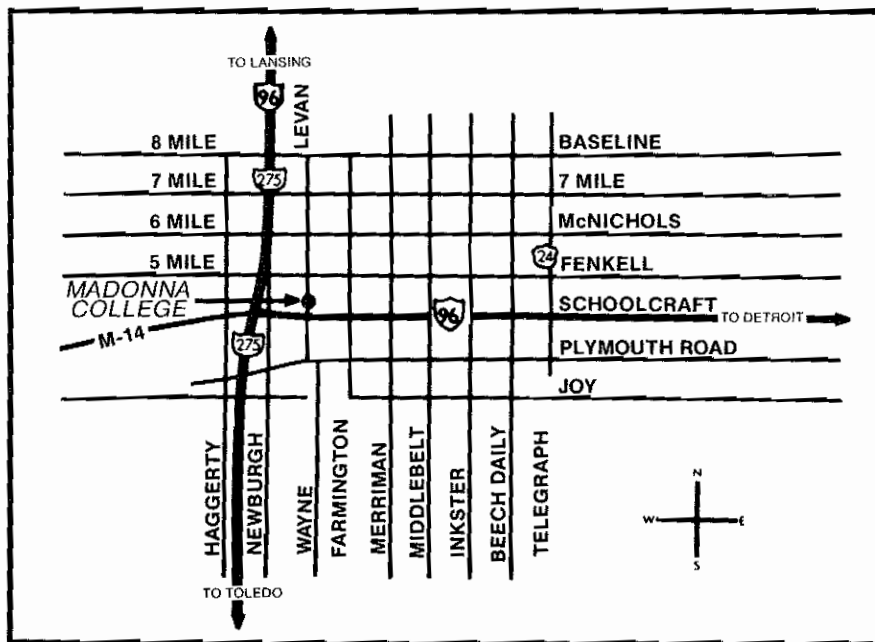 TO LANSING
96
LEVAN
8 MILE
BASELINE
7 MILE
275
7 MILE
6 MILE
McNICHOLS
5 MILE
24
FENKELL
MADONNA
COLLEGE
SCHOOLCRAFT
96
TO DETROIT
M-14
275
PLYMOUTH ROAD
JOY
HAGGERTY
NEWBURGH
WAYNE
FARMINGTON
MERRIMAN
MIDDLEBELT
INKSTER
BEECH DAILY
TELEGRAPH
N
W
E
S
TO TOLEDO